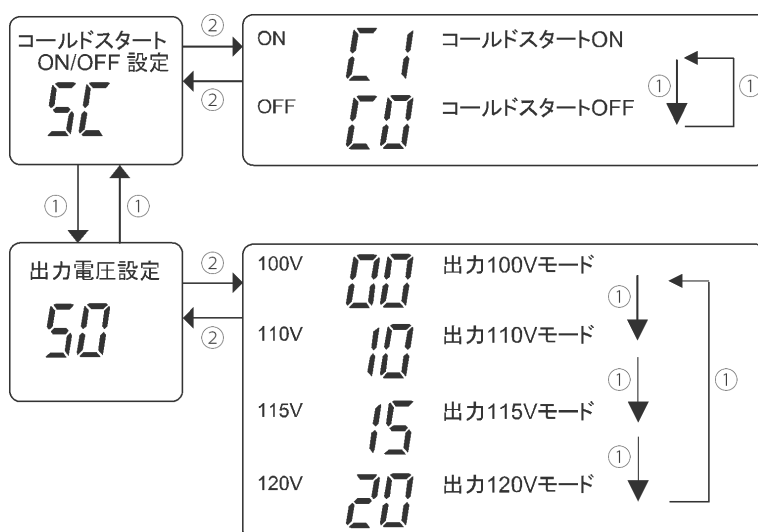 コールドスタート
ON/OFF 設定
SC
②
②
ON C1 コールドスタートON
OFF C0 コールドスタートOFF
① ①
① ①
出力電圧設定
SO
②
②
100V 00 出力100Vモード
110V 10 出力110Vモード
115V 15 出力115Vモード
120V 20 出力120Vモード
①
① ①
①